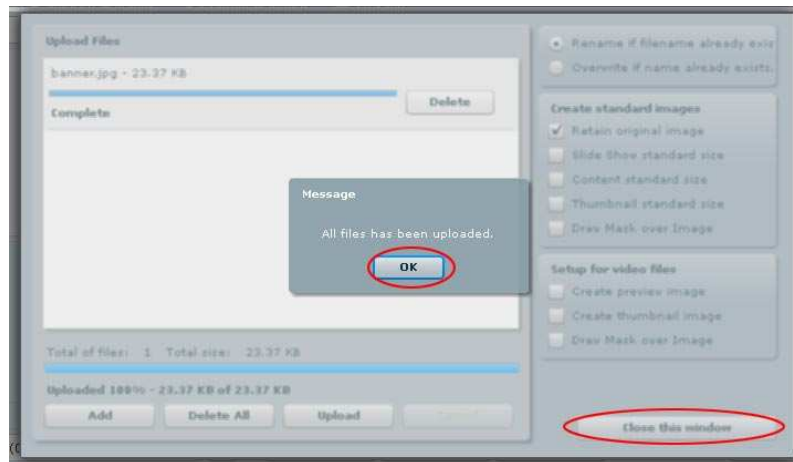 Upload Files
banner.jpg - 23.37 KB
Delete
Complete
Message
All files has been uploaded.
OK
Total of files: 1 Total size: 23.37 KB
Uploaded 100% - 23.37 KB of 23.37 KB
Add Delete All Upload
Rename if filename already exis
Overwrite if name already exists.
Create standard images
Retain original image
Slide Show standard size
Content standard size
Thumbnail standard size
Draw Mask over Image
Setup for video files
Create preview image
Create thumbnail image
Draw Mask over Image
Close this window